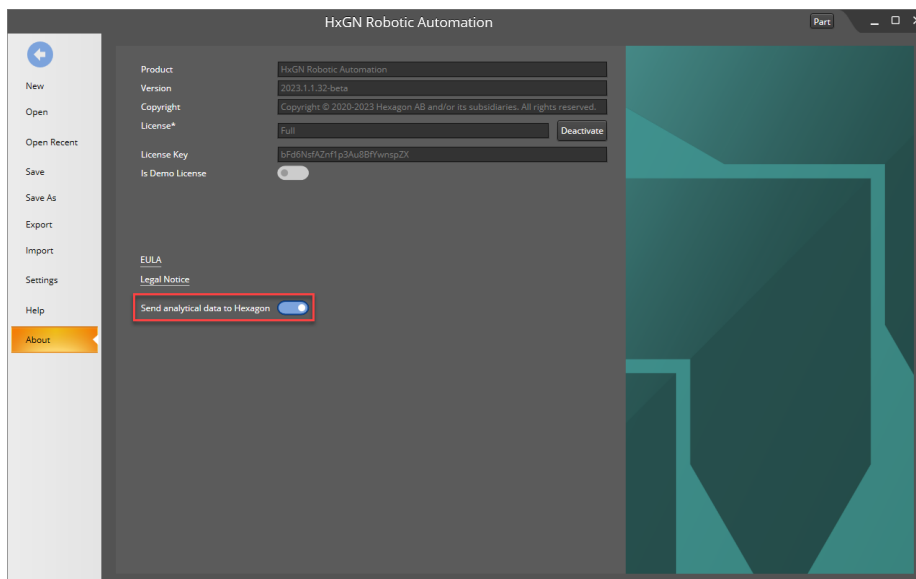 HxGN Robotic Automation
Part
New
Open
Open Recent
Save
Save As
Export
Import
Settings
Help
About
Product HxGN Robotic Automation
Version 2023.1.1.32-beta
Copyright Copyright © 2020-2023 Hexagon AB and/or its subsidiaries. All rights reserved.
License* Full Deactivate
License Key bFd6NsfAZnf1p3Au8BfYwnspZX
Is Demo License
EULA
Legal Notice
Send analytical data to Hexagon